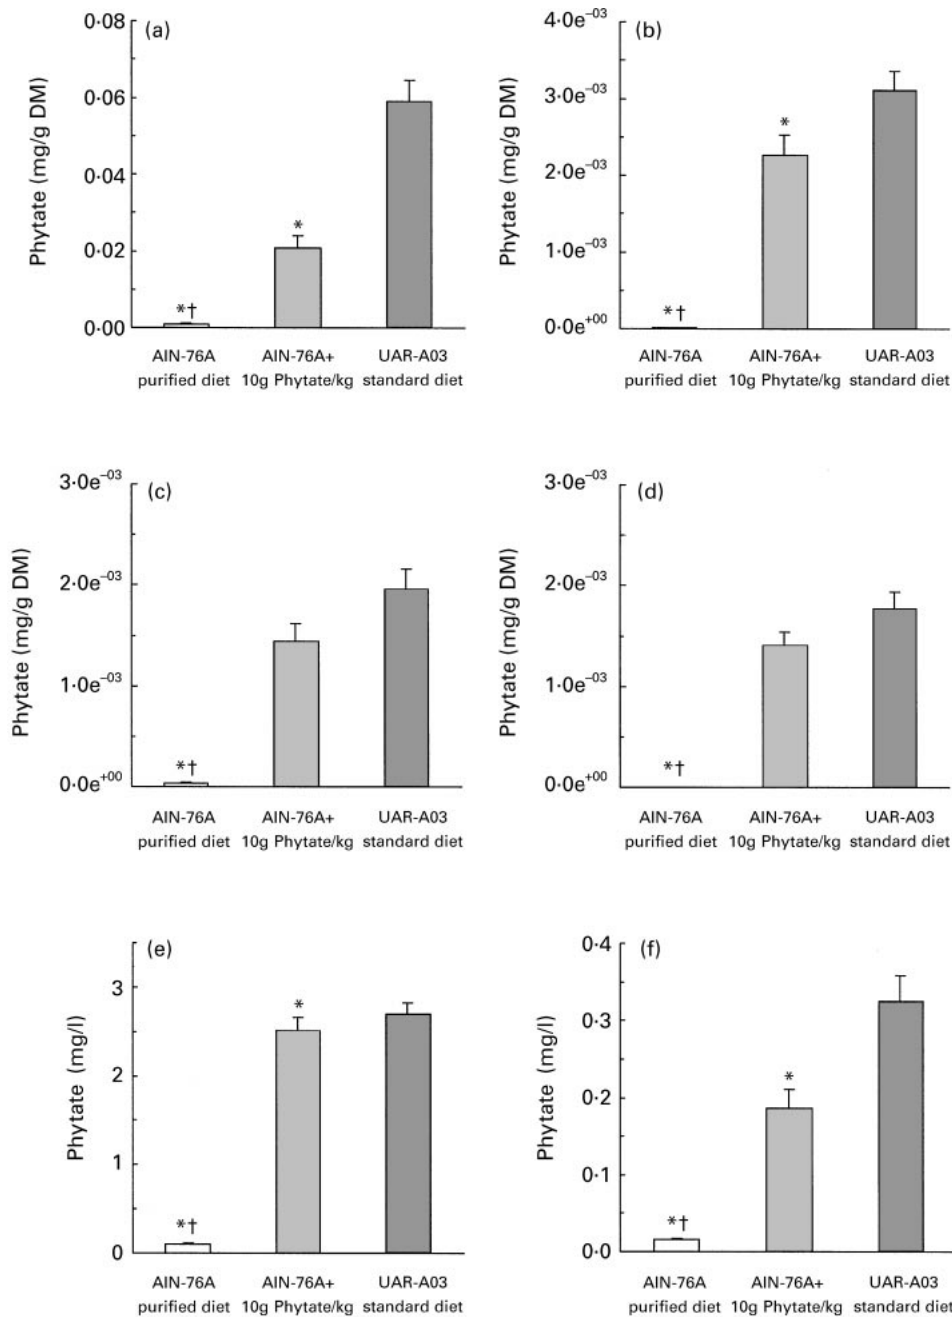 (a)
Phytate (mg/g DM)
0·08
0·06
0·04
0·02
0·00
*†
*
AIN-76A AIN-76A+ UAR-A03
purified diet 10g Phytate/kg standard diet
(b)
Phytate (mg/g DM)
4·0e⁻⁰³
3·0e⁻⁰³
2·0e⁻⁰³
1·0e⁻⁰³
0·0e⁺⁰⁰
*†
*
AIN-76A AIN-76A+ UAR-A03
purified diet 10g Phytate/kg standard diet
(c)
Phytate (mg/g DM)
3·0e⁻⁰³
2·0e⁻⁰³
1·0e⁻⁰³
0·0e⁺⁰⁰
*†
AIN-76A AIN-76A+ UAR-A03
purified diet 10g Phytate/kg standard diet
(d)
Phytate (mg/g DM)
3·0e⁻⁰³
2·0e⁻⁰³
1·0e⁻⁰³
0·0e⁺⁰⁰
*†
AIN-76A AIN-76A+ UAR-A03
purified diet 10g Phytate/kg standard diet
(e)
Phytate (mg/l)
3
2
1
0
*†
*
AIN-76A AIN-76A+ UAR-A03
purified diet 10g Phytate/kg standard diet
(f)
Phytate (mg/l)
0·4
0·3
0·2
0·1
0·0
*†
*
AIN-76A AIN-76A+ UAR-A03
purified diet 10g Phytate/kg standard diet